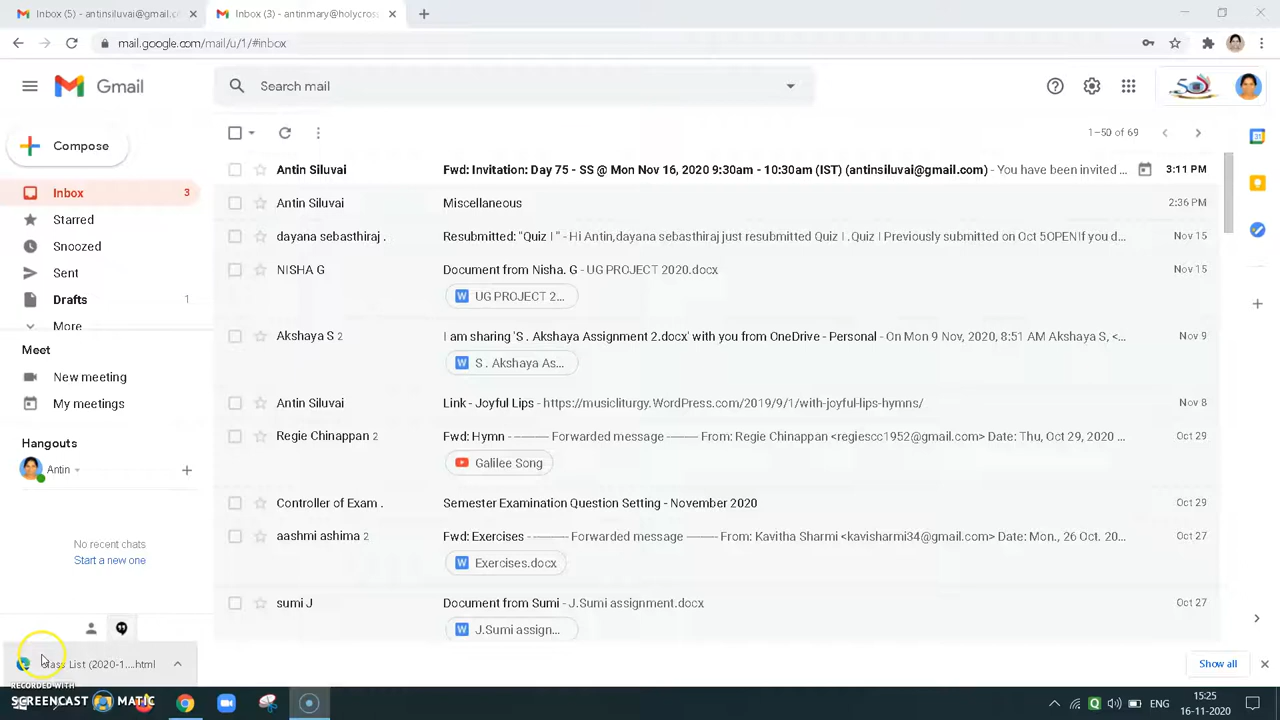 Inbox (5) - antinsiluvai@gmail.c
Inbox (3) - antinmary@holycross
mail.google.com/mail/u/1/#inbox
Gmail
Search mail
Compose
1–50 of 69
Inbox 3
Starred
Snoozed
Sent
Drafts 1
More
Meet
New meeting
My meetings
Hangouts
Antin
No recent chats
Start a new one
Antin Siluvai Fwd: Invitation: Day 75 - SS @ Mon Nov 16, 2020 9:30am - 10:30am (IST) (antinsiluvai@gmail.com) - You have been invited ... 3:11 PM
Antin Siluvai Miscellaneous 2:36 PM
dayana sebasthiraj . Resubmitted: "Quiz I " - Hi Antin,dayana sebasthiraj just resubmitted Quiz I .Quiz I Previously submitted on Oct 5OPENIf you d... Nov 15
NISHA G Document from Nisha. G - UG PROJECT 2020.docx Nov 15
UG PROJECT 2...
Akshaya S 2 I am sharing 'S . Akshaya Assignment 2.docx' with you from OneDrive - Personal - On Mon 9 Nov, 2020, 8:51 AM Akshaya S, <... Nov 9
S . Akshaya As...
Antin Siluvai Link - Joyful Lips - https://musicliturgy.WordPress.com/2019/9/1/with-joyful-lips-hymns/ Nov 8
Regie Chinappan 2 Fwd: Hymn - ---------- Forwarded message --------- From: Regie Chinappan <regiescc1952@gmail.com> Date: Thu, Oct 29, 2020 ... Oct 29
Galilee Song
Controller of Exam . Semester Examination Question Setting - November 2020 Oct 29
aashmi ashima 2 Fwd: Exercises - ---------- Forwarded message --------- From: Kavitha Sharmi <kavisharmi34@gmail.com> Date: Mon., 26 Oct. 20... Oct 27
Exercises.docx
sumi J Document from Sumi - J.Sumi assignment.docx Oct 27
J.Sumi assign...
Class List (2020-1....html
Show all
RECORDED WITH
SCREENCAST MATIC
ENG
15:25
16-11-2020